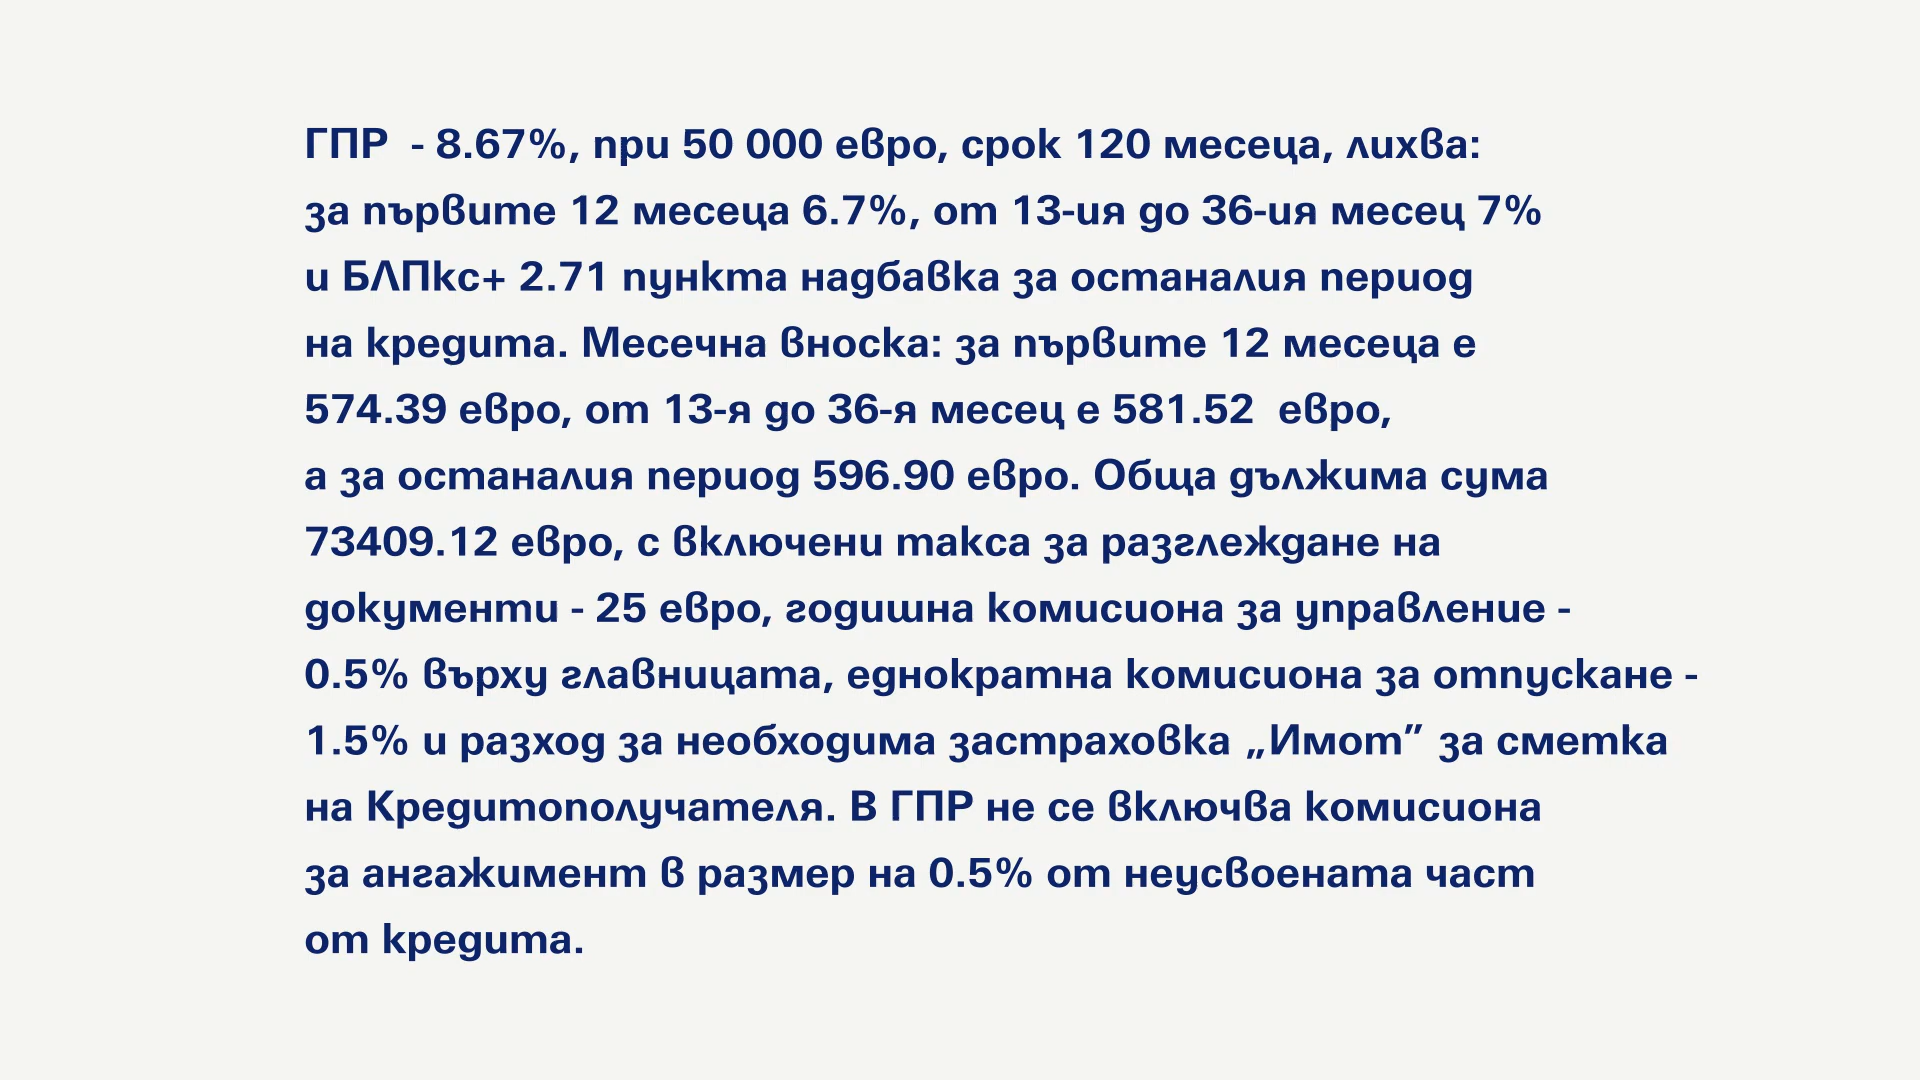 ГПР  - 8.67%, при 50 000 евро, срок 120 месеца, лихва:
за първите 12 месеца 6.7%, от 13-ия до 36-ия месец 7%
и БЛПкс+ 2.71 пункта надбавка за останалия период
на кредита. Месечна вноска: за първите 12 месеца е
574.39 евро, от 13-я до 36-я месец е 581.52  евро,
а за останалия период 596.90 евро. Обща дължима сума
73409.12 евро, с включени такса за разглеждане на
документи - 25 евро, годишна комисиона за управление -
0.5% върху главницата, еднократна комисиона за отпускане -
1.5% и разход за необходима застраховка „Имот” за сметка
на Кредитополучателя. В ГПР не се включва комисиона
за ангажимент в размер на 0.5% от неусвоената част
от кредита.